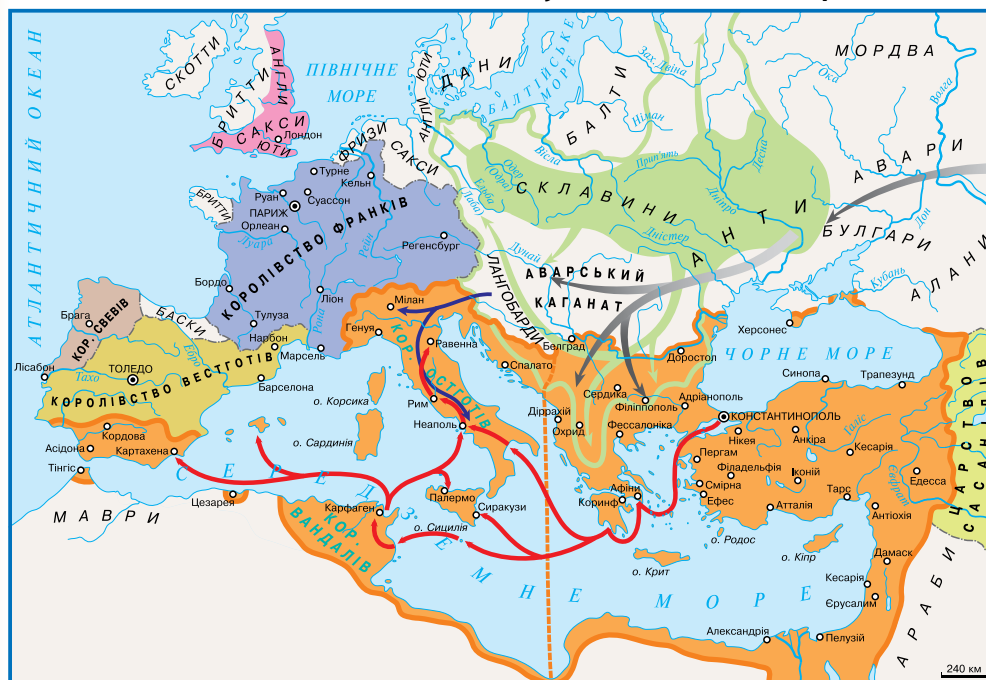 АТЛАНТИЧНИЙ ОКЕАН
СКОТТИ
БРИТТИ
АНГЛИ
САКСИ
ЮТИ
Лондон
ПІВНІЧНЕ
МОРЕ
ЮТИ
АНГЛИ
ДАНИ
БАЛТІЙСЬКЕ
МОРЕ
БАЛТИ
Зах. Двіна
Німан
МОРДВА
Ока
Волга
ФРИЗИ
САКСИ
Турне
Кельн
Руан
Суассон
БРИТТИ
ПАРИЖ
Орлеан
Луара
Рейн
КОРОЛІВСТВО ФРАНКІВ
Регенсбург
Ельба
(Лаба)
Одер
(Одра)
Вісла
Прип'ять
Десна
Дніпро
СКЛАВИНИ
АНТИ
Дністер
АВАРИ
Дон
БУЛГАРИ
Кубань
АЛАНИ
Дунай
АВАРСЬКИЙ
КАГАНАТ
ЛАНГОБАРДИ
Бордо
Ліон
Рона
Тулуза
Нарбон
Марсель
БАСКИ
Брага
КОР. СВЕВІВ
Лісабон
Тахо
ТОЛЕДО
Ебро
КОРОЛІВСТВО ВЕСТГОТІВ
Барселона
Кордова
Асідона
Картахена
Тінгіс
МАВРИ
Цезарея
Мілан
Генуя
Равенна
КОР. ОСТГОТІВ
Рим
Неаполь
о. Корсика
о. Сардинія
Палермо
Сиракузи
о. Сицилія
Карфаген
КОР.
ВАНДАЛІВ
СЕРЕДЗЕМНЕ МОРЕ
Спалато
Белград
Доростол
Сердика
Філіппополь
Адріанополь
Діррахій
Охрид
Фессалоніка
КОНСТАНТИНОПОЛЬ
Афіни
Коринф
Херсонес
ЧОРНЕ МОРЕ
Синопа
Трапезунд
Нікея
Анкіра
Галіс
Кесарія
Пергам
Філадельфія
Іконій
Смірна
Ефес
Атталія
Тарс
Едесса
Євфрат
Антіохія
о. Родос
о. Кіпр
о. Крит
Дамаск
Кесарія
Єрусалим
Александрія
Пелузій
АРАБИ
ЦАРСТВО
САСАНІДІВ
240 км